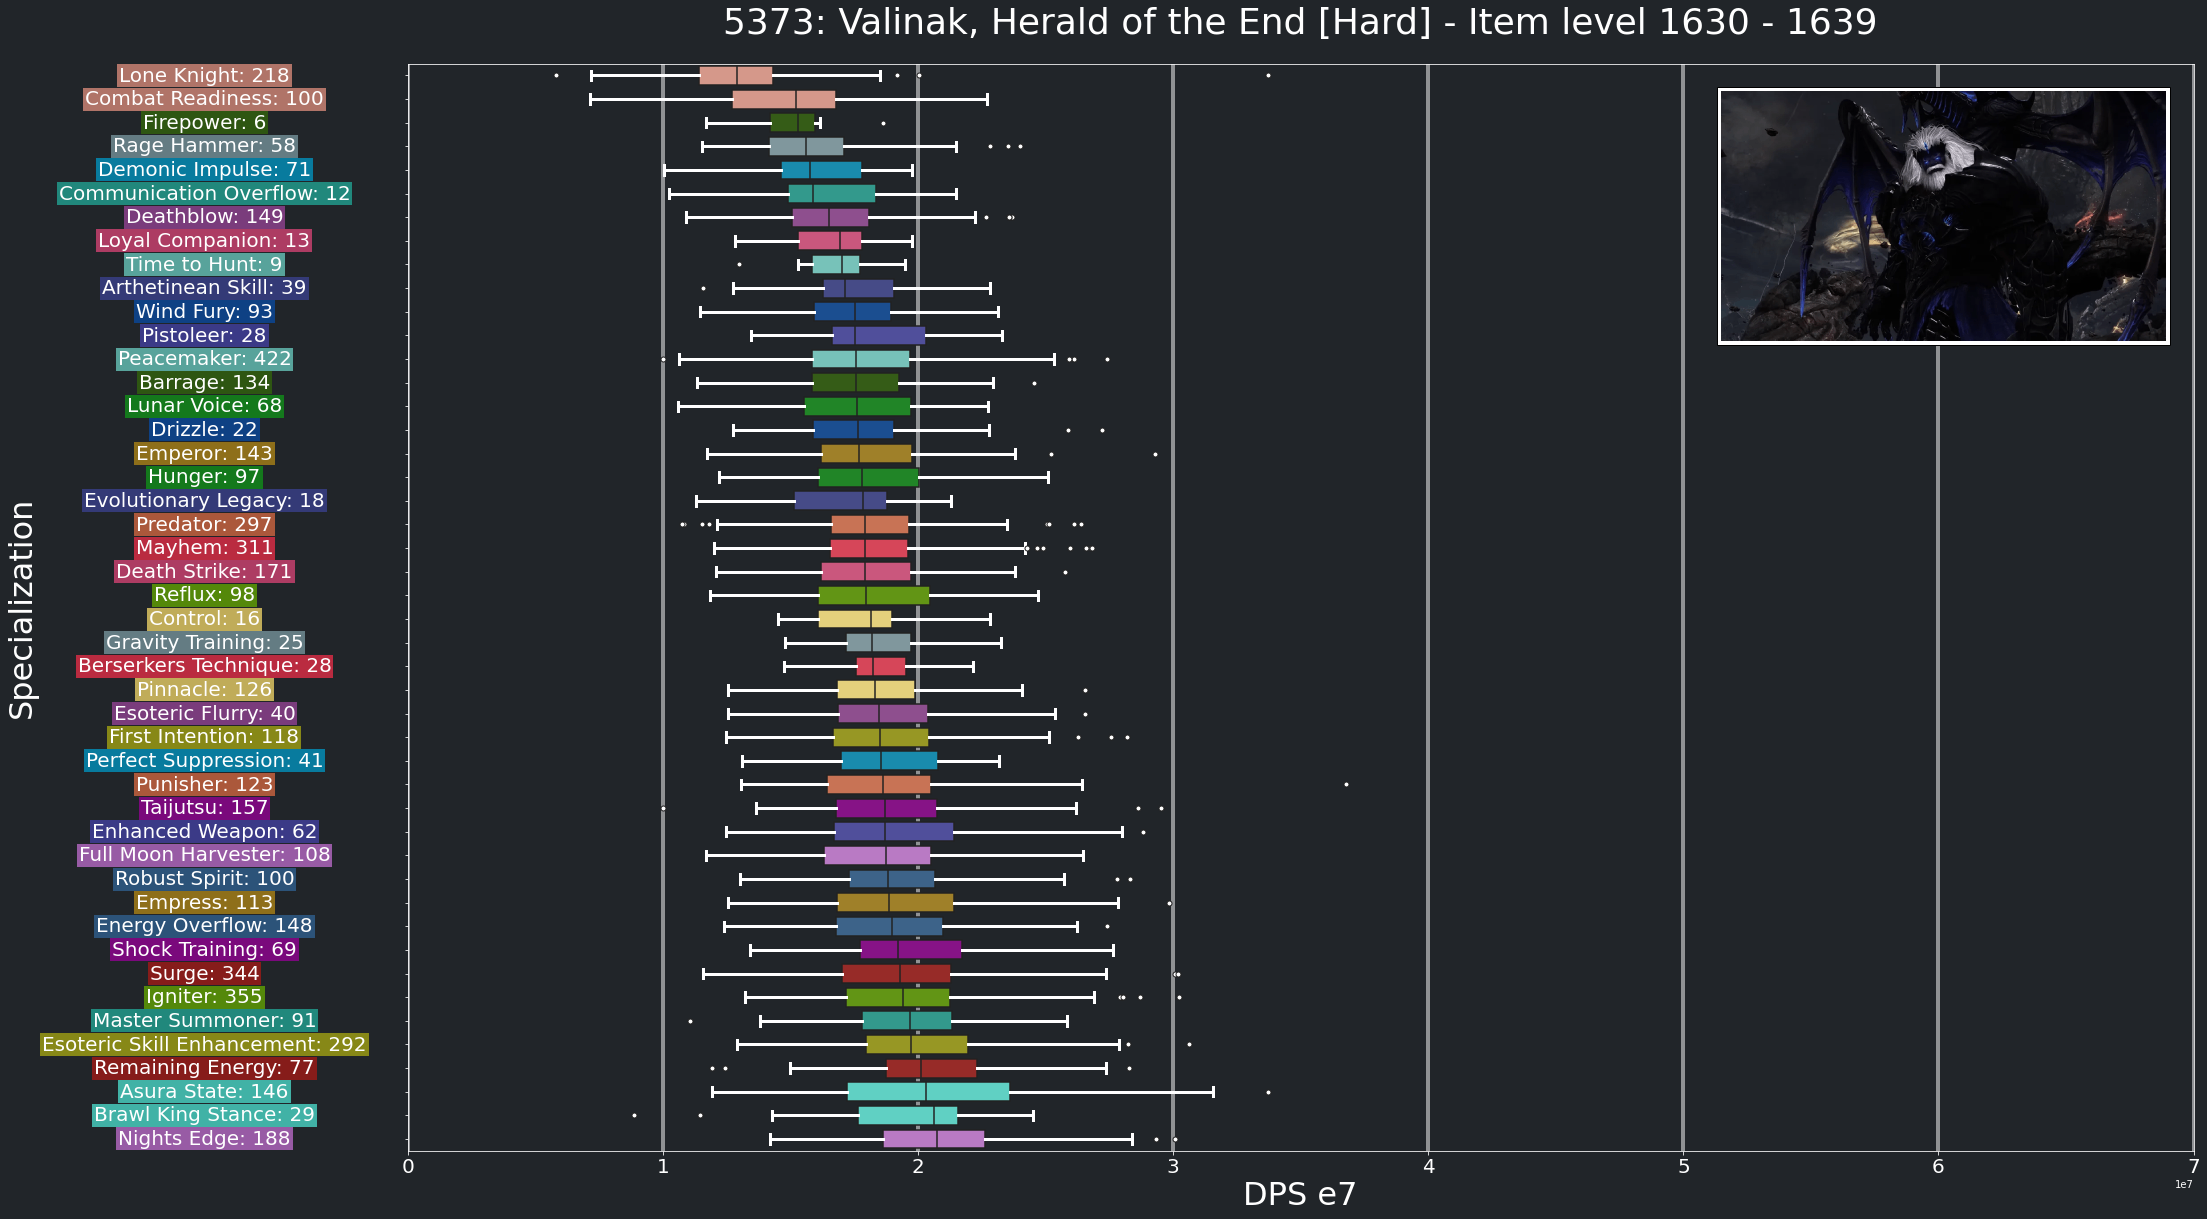 5373: Valinak, Herald of the End [Hard] - Item level 1630 - 1639
Lone Knight: 218
Combat Readiness: 100
Firepower: 6
Rage Hammer: 58
Demonic Impulse: 71
Communication Overflow: 12
Deathblow: 149
Loyal Companion: 13
Time to Hunt: 9
Arthetinean Skill: 39
Wind Fury: 93
Pistoleer: 28
Peacemaker: 422
Barrage: 134
Lunar Voice: 68
Drizzle: 22
Emperor: 143
Hunger: 97
Evolutionary Legacy: 18
Predator: 297
Mayhem: 311
Death Strike: 171
Reflux: 98
Control: 16
Gravity Training: 25
Berserkers Technique: 28
Pinnacle: 126
Esoteric Flurry: 40
First Intention: 118
Perfect Suppression: 41
Punisher: 123
Taijutsu: 157
Enhanced Weapon: 62
Full Moon Harvester: 108
Robust Spirit: 100
Empress: 113
Energy Overflow: 148
Shock Training: 69
Surge: 344
Igniter: 355
Master Summoner: 91
Esoteric Skill Enhancement: 292
Remaining Energy: 77
Asura State: 146
Brawl King Stance: 29
Nights Edge: 188
Specialization
0 1 2 3 4 5 6 7
DPS e7
1e7